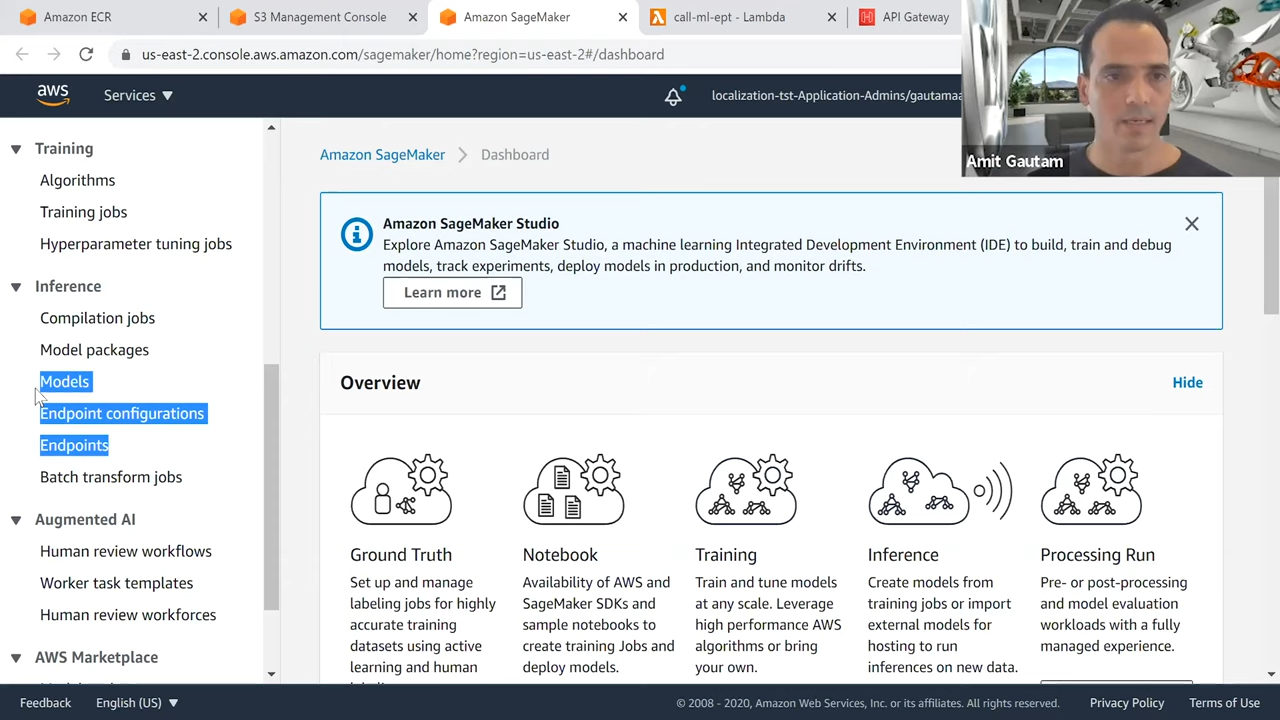 Amazon ECR
S3 Management Console
Amazon SageMaker
call-ml-ept - Lambda
API Gateway
us-east-2.console.aws.amazon.com/sagemaker/home?region=us-east-2#/dashboard
aws
Services
localization-tst-Application-Admins/gautamaa
Amit Gautam
Training
Algorithms
Training jobs
Hyperparameter tuning jobs
Inference
Compilation jobs
Model packages
Models
Endpoint configurations
Endpoints
Batch transform jobs
Augmented AI
Human review workflows
Worker task templates
Human review workforces
AWS Marketplace
Amazon SageMaker
Dashboard
Amazon SageMaker Studio
Explore Amazon SageMaker Studio, a machine learning Integrated Development Environment (IDE) to build, train and debug
models, track experiments, deploy models in production, and monitor drifts.
Learn more
Overview
Hide
Ground Truth
Set up and manage
labeling jobs for highly
accurate training
datasets using active
learning and human
Notebook
Availability of AWS and
SageMaker SDKs and
sample notebooks to
create training Jobs and
deploy models.
Training
Train and tune models
at any scale. Leverage
high performance AWS
algorithms or bring
your own.
Inference
Create models from
training jobs or import
external models for
hosting to run
inferences on new data.
Processing Run
Pre- or post-processing
and model evaluation
workloads with a fully
managed experience.
Feedback
English (US)
© 2008 - 2020, Amazon Web Services, Inc. or its affiliates. All rights reserved.
Privacy Policy
Terms of Use